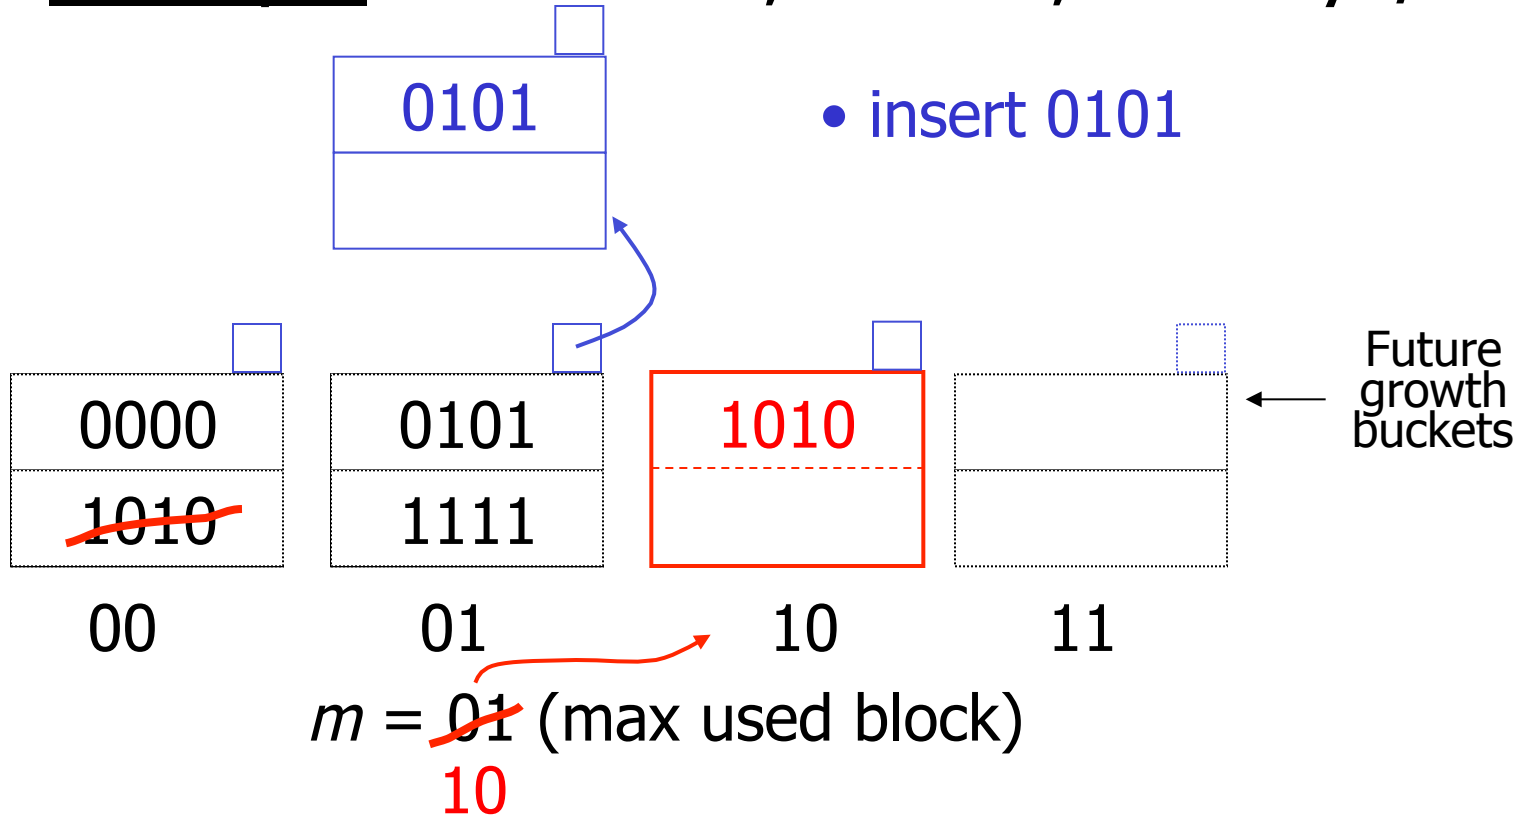 0101
• insert 0101
Future
growth
buckets
0000 0101 1010
1010 1111
00 01 10 11
m = 01 (max used block)
10